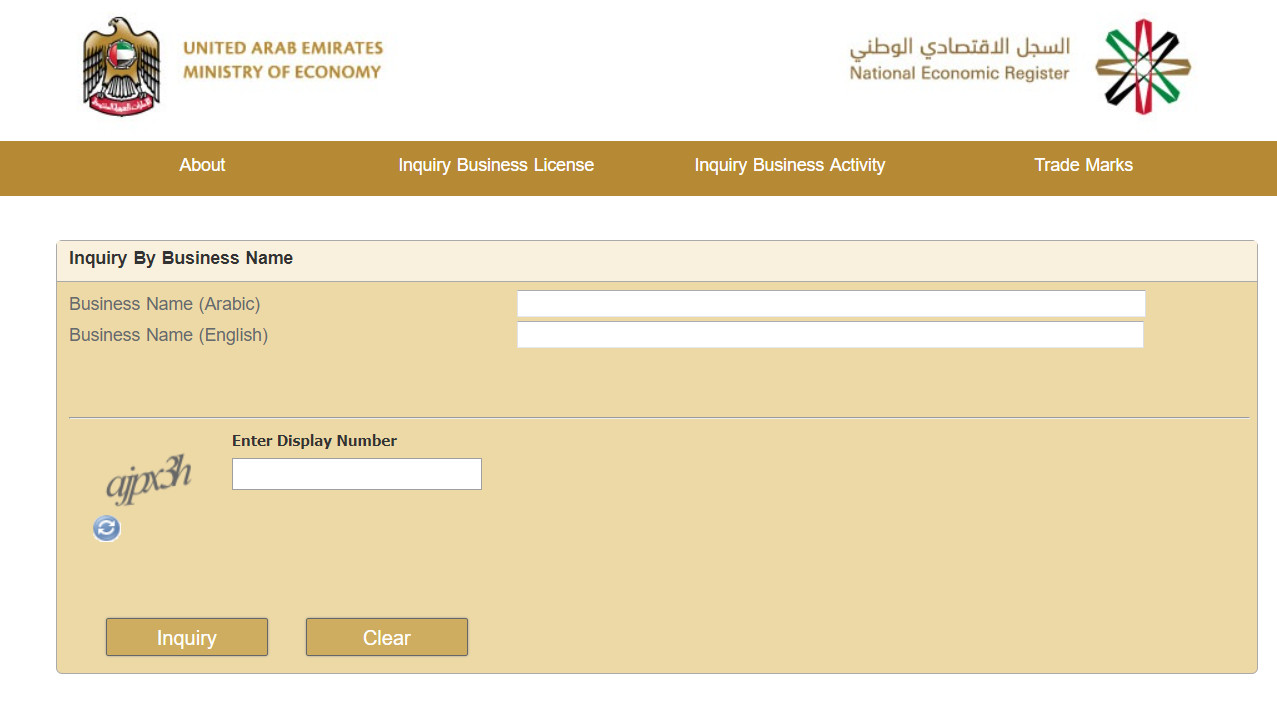 UNITED ARAB EMIRATES
MINISTRY OF ECONOMY
السجل الاقتصادي الوطني
National Economic Register
About
Inquiry Business License
Inquiry Business Activity
Trade Marks
Inquiry By Business Name
Business Name (Arabic)
Business Name (English)
Enter Display Number
Inquiry
Clear